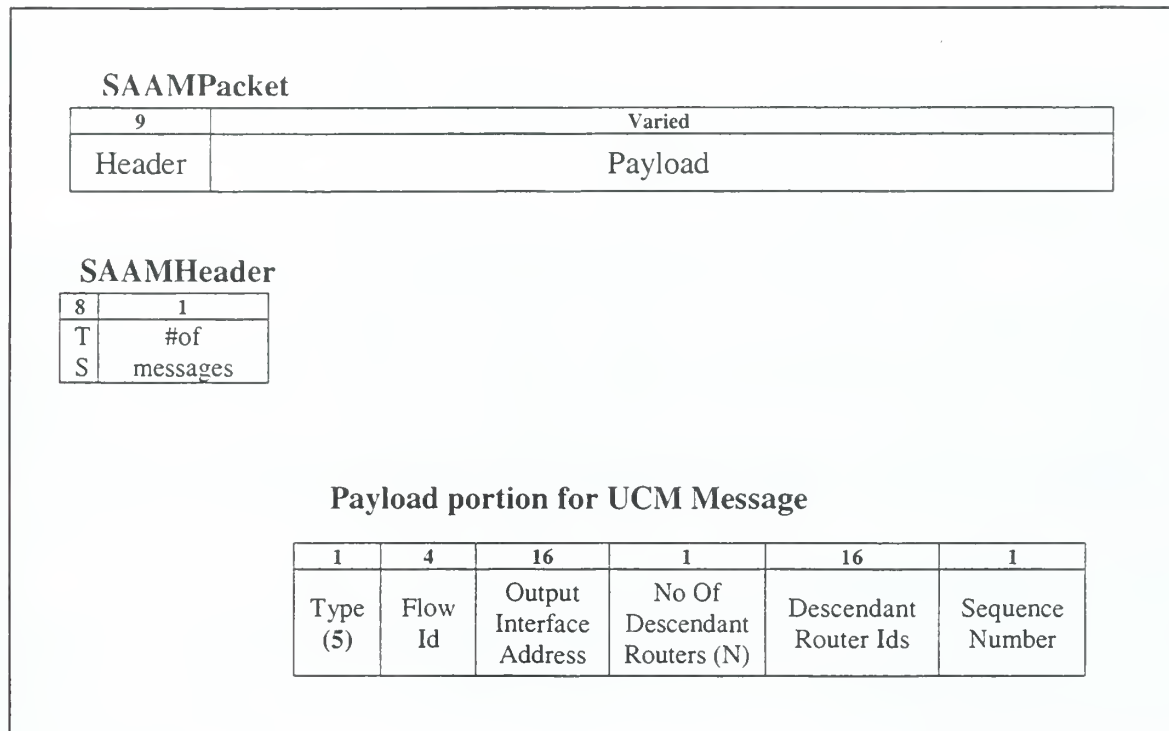 SAAMPacket
9 Varied
Header Payload
SAAMHeader
8 1
T #of
S messages
Payload portion for UCM Message
1 4 16 1 16 1
Type (5)
Flow Id
Output Interface Address
No Of Descendant Routers (N)
Descendant Router Ids
Sequence Number